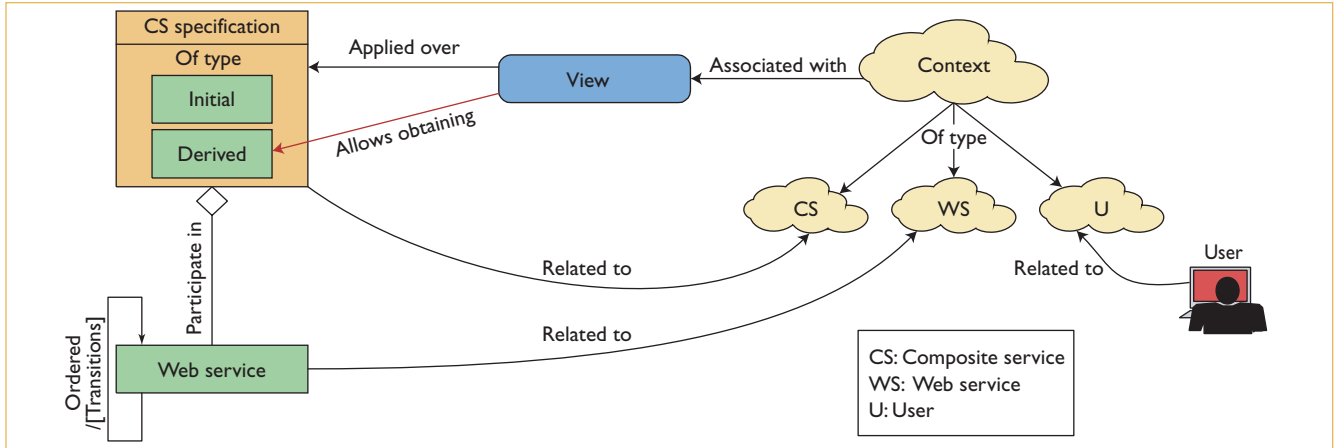 CS specification
Of type
Initial
Derived
Applied over
View
Allows obtaining
Associated with
Context
Of type
CS
WS
U
User
Related to
Participate in
Related to
Related to
Ordered
/[Transitions]
Web service
CS: Composite service
WS: Web service
U: User